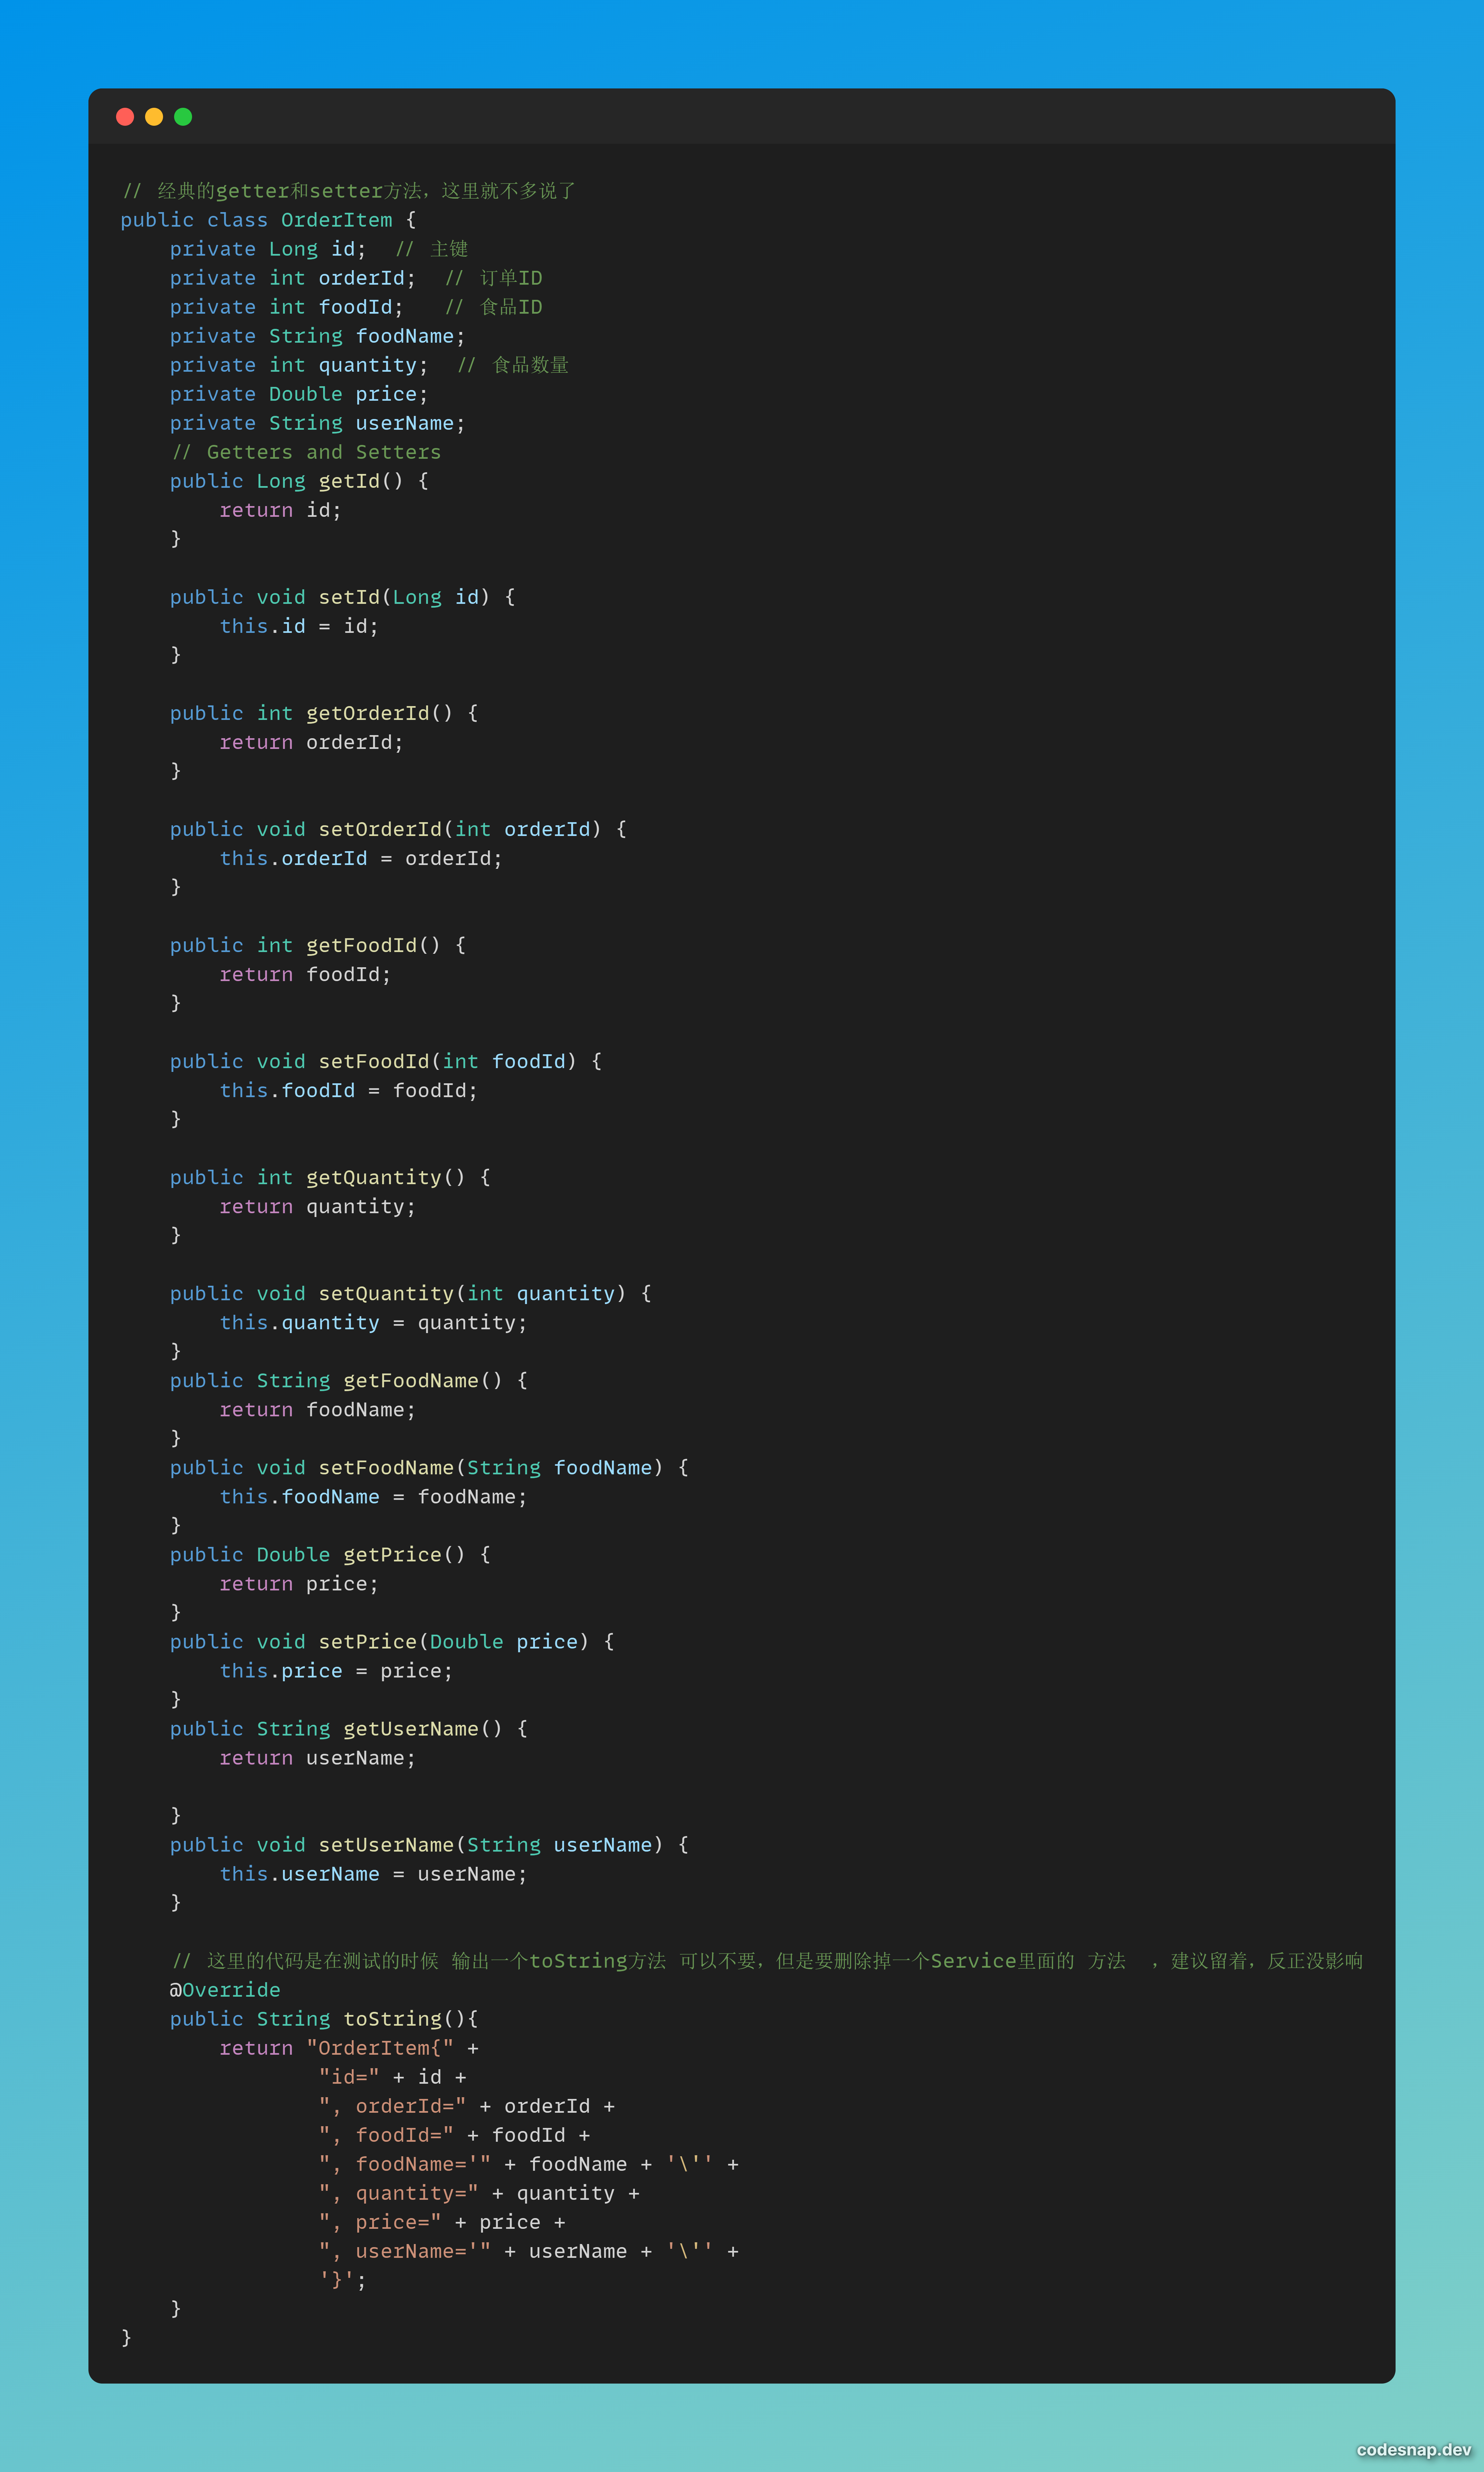 // 经典的getter和setter方法，这里就不多说了
public class OrderItem {
    private Long id;  // 主键
    private int orderId;  // 订单ID
    private int foodId;   // 食品ID
    private String foodName;
    private int quantity;  // 食品数量
    private Double price;
    private String userName;
    // Getters and Setters
    public Long getId() {
        return id;
    }

    public void setId(Long id) {
        this.id = id;
    }

    public int getOrderId() {
        return orderId;
    }

    public void setOrderId(int orderId) {
        this.orderId = orderId;
    }

    public int getFoodId() {
        return foodId;
    }

    public void setFoodId(int foodId) {
        this.foodId = foodId;
    }

    public int getQuantity() {
        return quantity;
    }

    public void setQuantity(int quantity) {
        this.quantity = quantity;
    }
    public String getFoodName() {
        return foodName;
    }
    public void setFoodName(String foodName) {
        this.foodName = foodName;
    }
    public Double getPrice() {
        return price;
    }
    public void setPrice(Double price) {
        this.price = price;
    }
    public String getUserName() {
        return userName;

    }
    public void setUserName(String userName) {
        this.userName = userName;
    }

    // 这里的代码是在测试的时候 输出一个toString方法 可以不要，但是要删除掉一个Service里面的 方法  ，建议留着，反正没影响
    @Override
    public String toString(){
        return "OrderItem{" +
                "id=" + id +
                ", orderId=" + orderId +
                ", foodId=" + foodId +
                ", foodName='" + foodName + '\'' +
                ", quantity=" + quantity +
                ", price=" + price +
                ", userName='" + userName + '\'' +
                '}';
    }
}
codesnap.dev